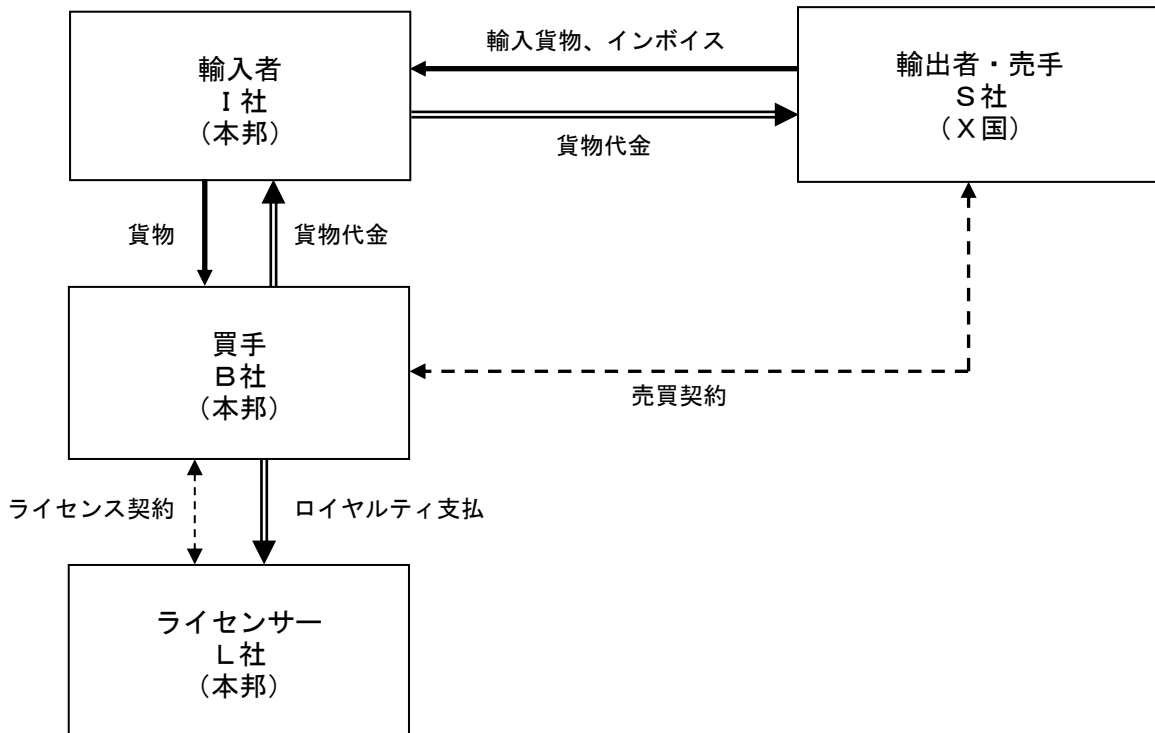 輸入者
Ｉ社
（本邦）
輸入貨物、インボイス
貨物代金
輸出者・売手
Ｓ社
（Ｘ国）
貨物
貨物代金
買手
Ｂ社
（本邦）
売買契約
ライセンス契約
ロイヤルティ支払
ライセンサー
Ｌ社
（本邦）